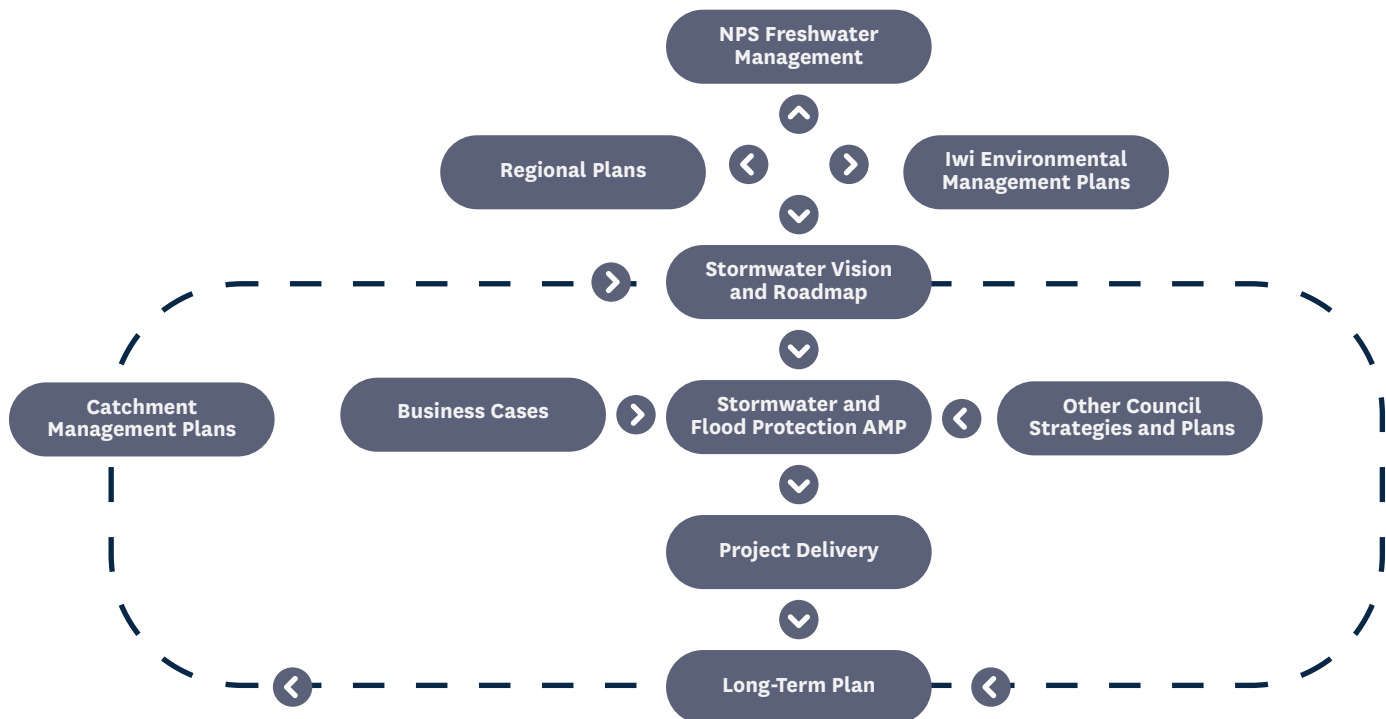 NPS Freshwater
Management
Regional Plans
Iwi Environmental
Management Plans
Stormwater Vision
and Roadmap
Catchment
Management Plans
Business Cases
Stormwater and
Flood Protection AMP
Other Council
Strategies and Plans
Project Delivery
Long-Term Plan